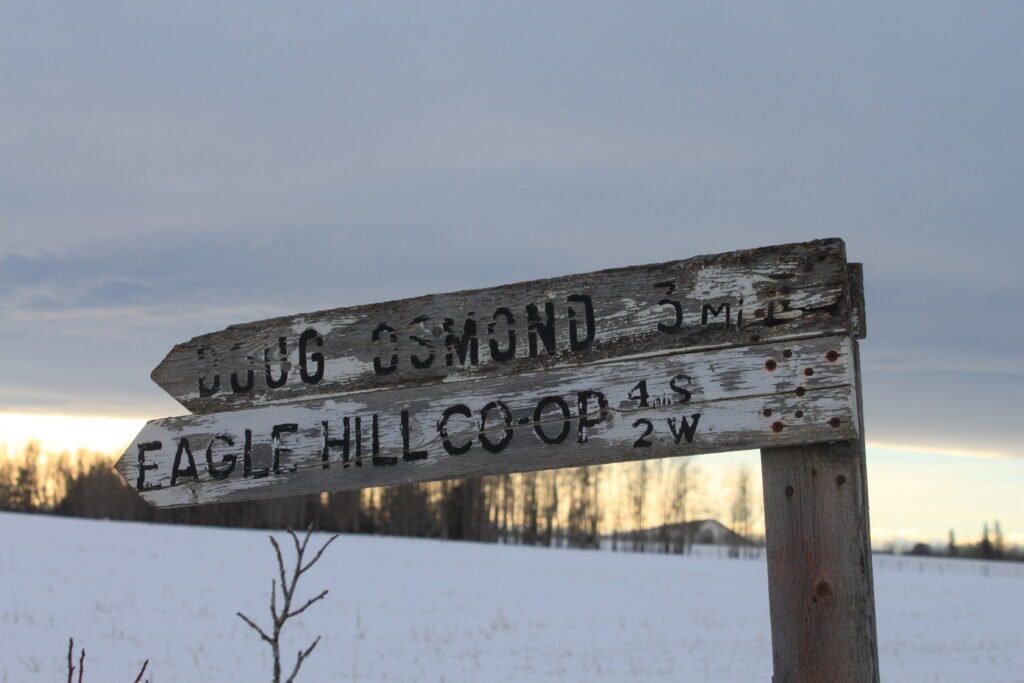 DOUG OSMOND 3 Mi E
EAGLE HILL CO-OP 4 Mi S
2. W